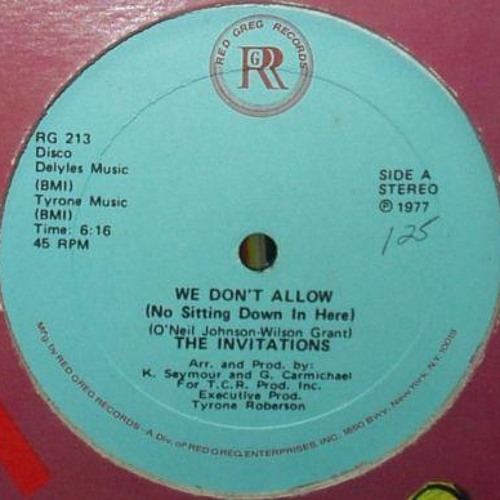 RED GREG RECORDS
RGR
RG 213
Disco
Delyles Music
(BMI)
Tyrone Music
(BMI)
Time: 6:16
45 RPM
SIDE A
STEREO
Ⓟ 1977
125
WE DON'T ALLOW
(No Sitting Down In Here)
(O'Neil Johnson-Wilson Grant)
THE INVITATIONS
Arr. and Prod. by:
K. Seymour and G. Carmichael
For T.C.R. Prod. Inc.
Executive Prod.
Tyrone Roberson
Mfg. by RED GREG RECORDS - A Div. of RED GREG ENTERPRISES, INC. 1650 BWY., New York, N.Y. 10019